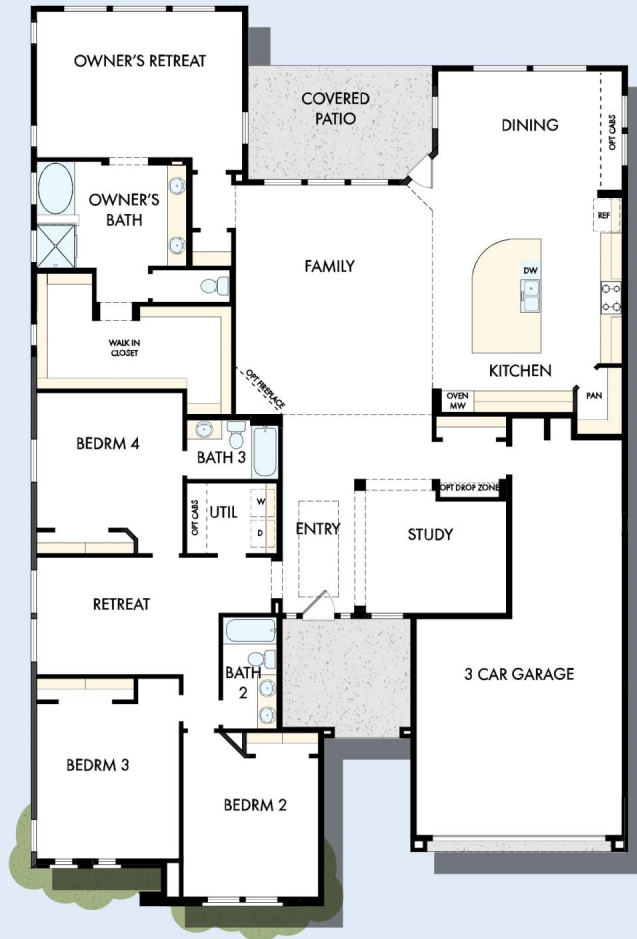 OWNER'S RETREAT
COVERED
PATIO
DINING
OPT CABS
OWNER'S
BATH
REF
FAMILY
DW
WALK IN
CLOSET
KITCHEN
OPT FIREPLACE
OVEN
MW
PAN
BEDRM 4
BATH 3
OPT DROP ZONE
OPT CABS
UTIL
W
D
ENTRY
STUDY
RETREAT
BATH
2
3 CAR GARAGE
BEDRM 3
BEDRM 2